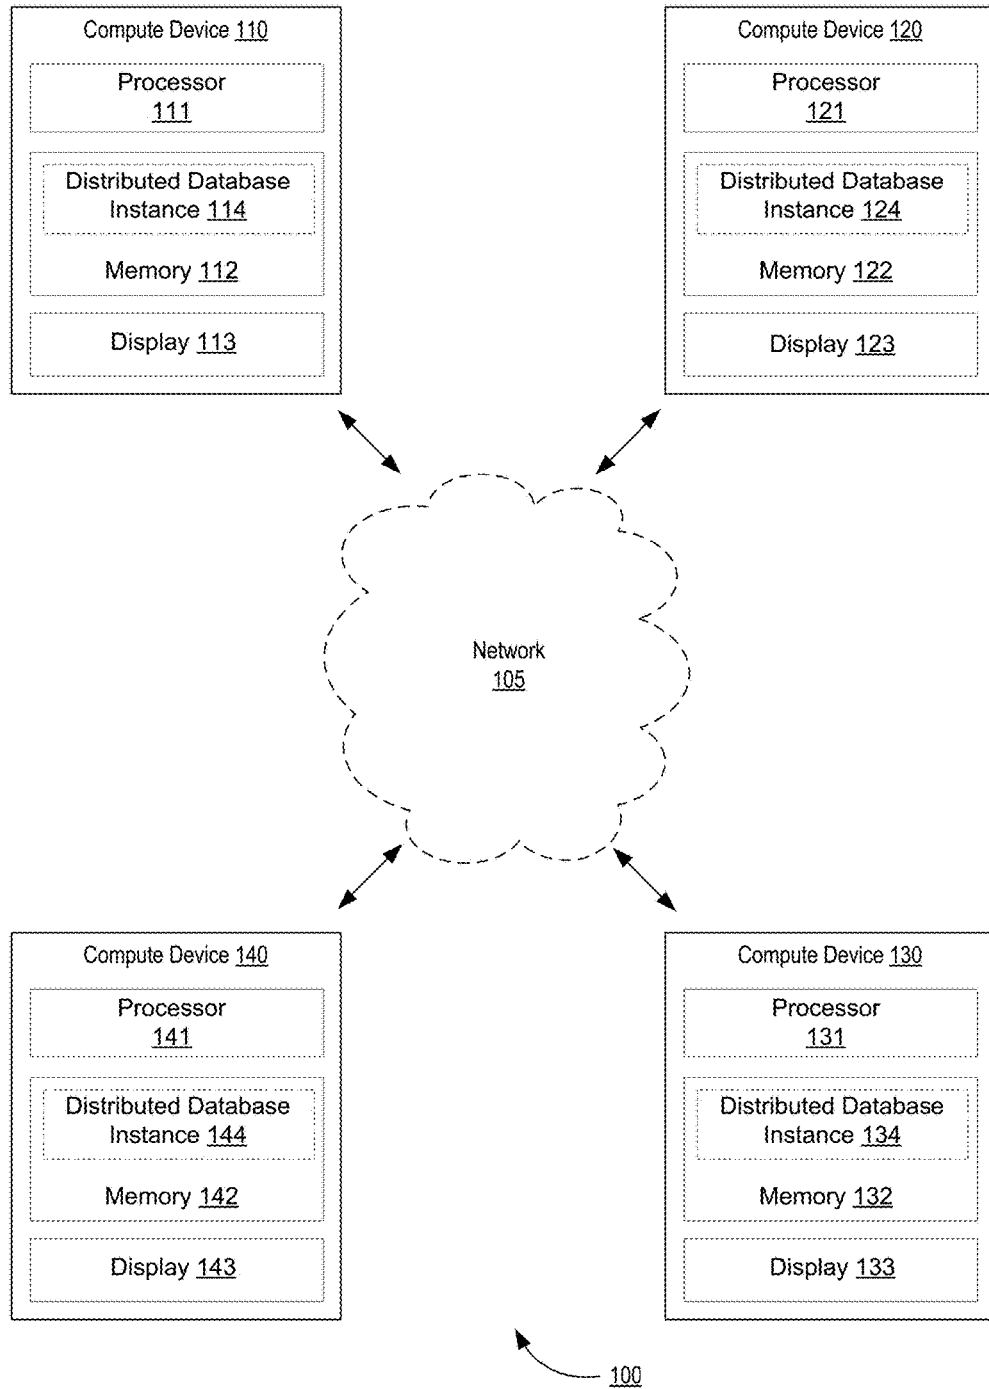 Compute Device 110
Processor
111
Distributed Database
Instance 114
Memory 112
Display 113
Compute Device 120
Processor
121
Distributed Database
Instance 124
Memory 122
Display 123
Network
105
Compute Device 140
Processor
141
Distributed Database
Instance 144
Memory 142
Display 143
Compute Device 130
Processor
131
Distributed Database
Instance 134
Memory 132
Display 133
100